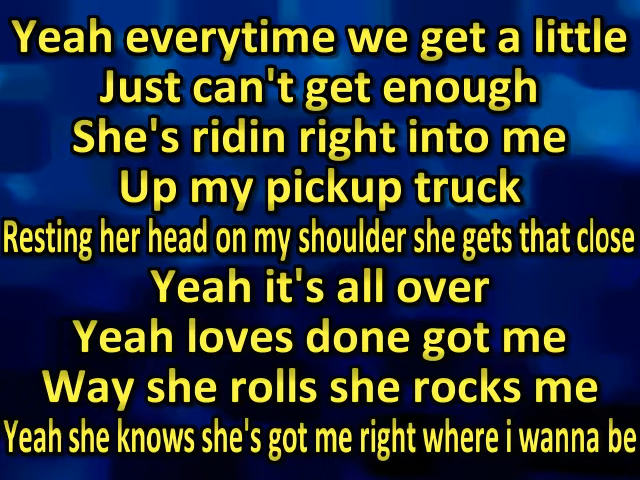 Yeah everytime we get a little
Just can't get enough
She's ridin right into me
Up my pickup truck
Resting her head on my shoulder she gets that close
Yeah it's all over
Yeah loves done got me
Way she rolls she rocks me
Yeah she knows she's got me right where i wanna be